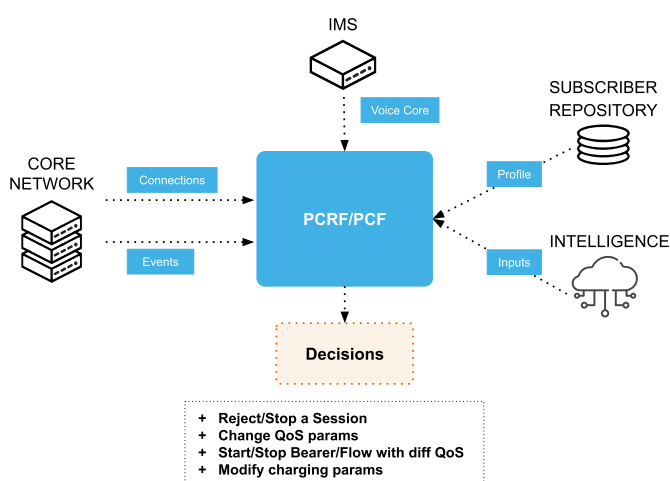 IMS
Voice Core
SUBSCRIBER
REPOSITORY
CORE
NETWORK
Connections
Profile
PCRF/PCF
INTELLIGENCE
Events
Inputs
Decisions
+ Reject/Stop a Session
+ Change QoS params
+ Start/Stop Bearer/Flow with diff QoS
+ Modify charging params